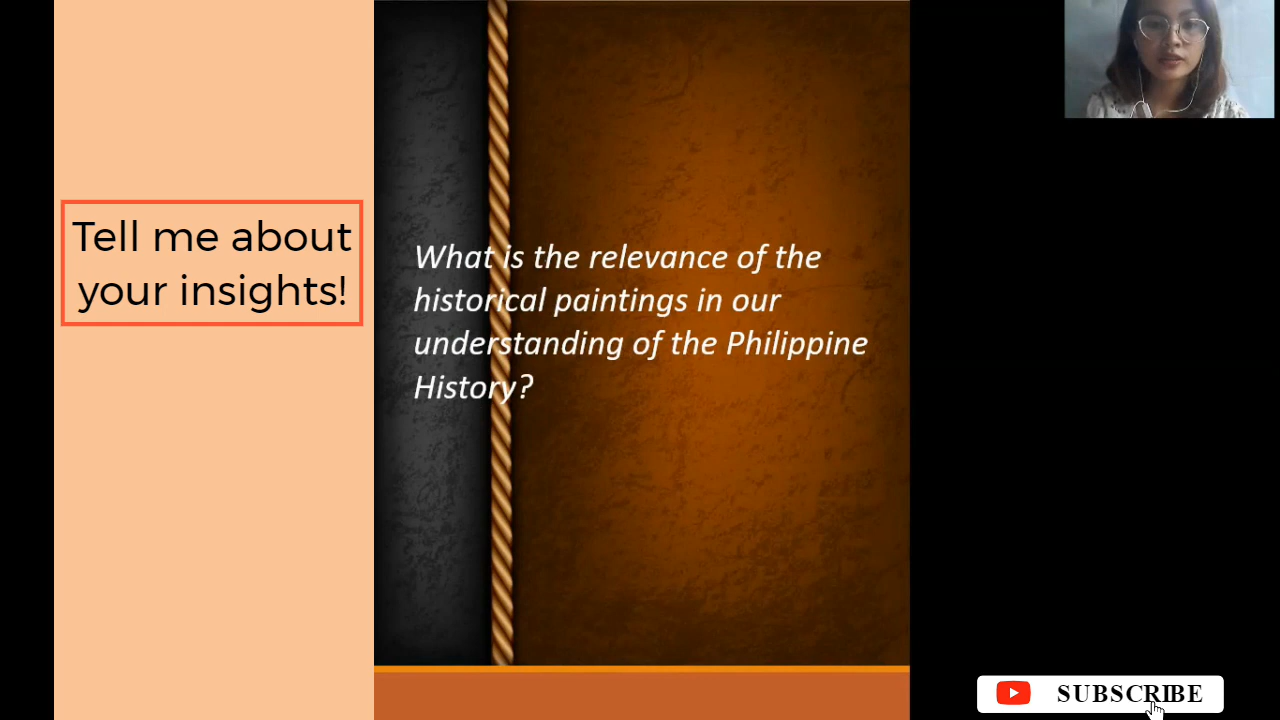 Tell me about
your insights!
What is the relevance of the
historical paintings in our
understanding of the Philippine
History?
SUBSCRIBE